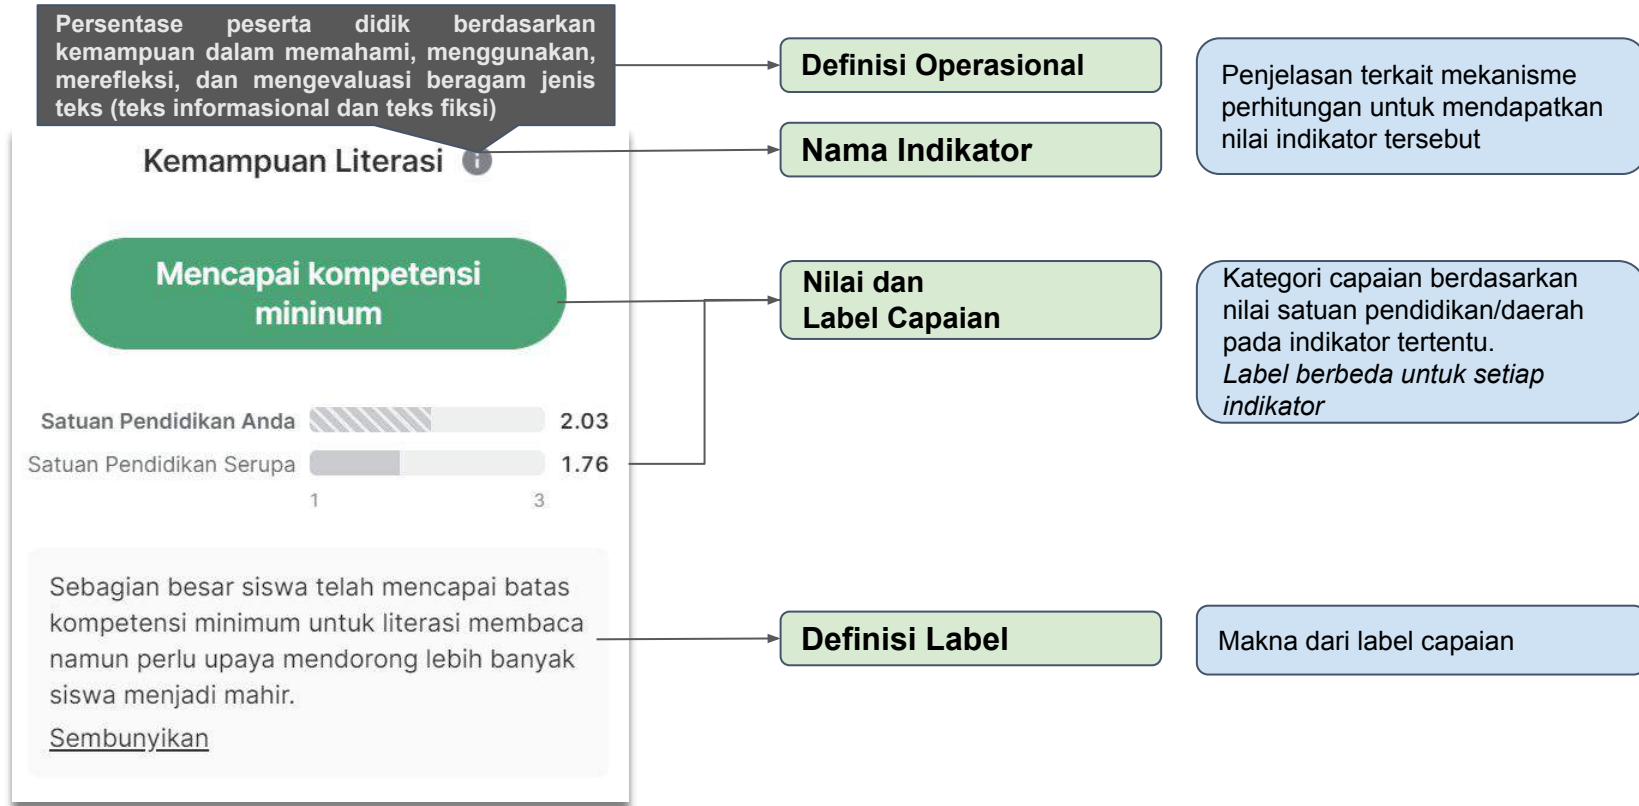 Persentase peserta didik berdasarkan
kemampuan dalam memahami, menggunakan,
merefleksi, dan mengevaluasi beragam jenis
teks (teks informasional dan teks fiksi)
Kemampuan Literasi i
Mencapai kompetensi
mininum
Satuan Pendidikan Anda 2.03
Satuan Pendidikan Serupa 1.76
1 3
Sebagian besar siswa telah mencapai batas
kompetensi minimum untuk literasi membaca
namun perlu upaya mendorong lebih banyak
siswa menjadi mahir.
Sembunyikan
Definisi Operasional
Nama Indikator
Nilai dan
Label Capaian
Definisi Label
Penjelasan terkait mekanisme
perhitungan untuk mendapatkan
nilai indikator tersebut
Kategori capaian berdasarkan
nilai satuan pendidikan/daerah
pada indikator tertentu.
Label berbeda untuk setiap
indikator
Makna dari label capaian